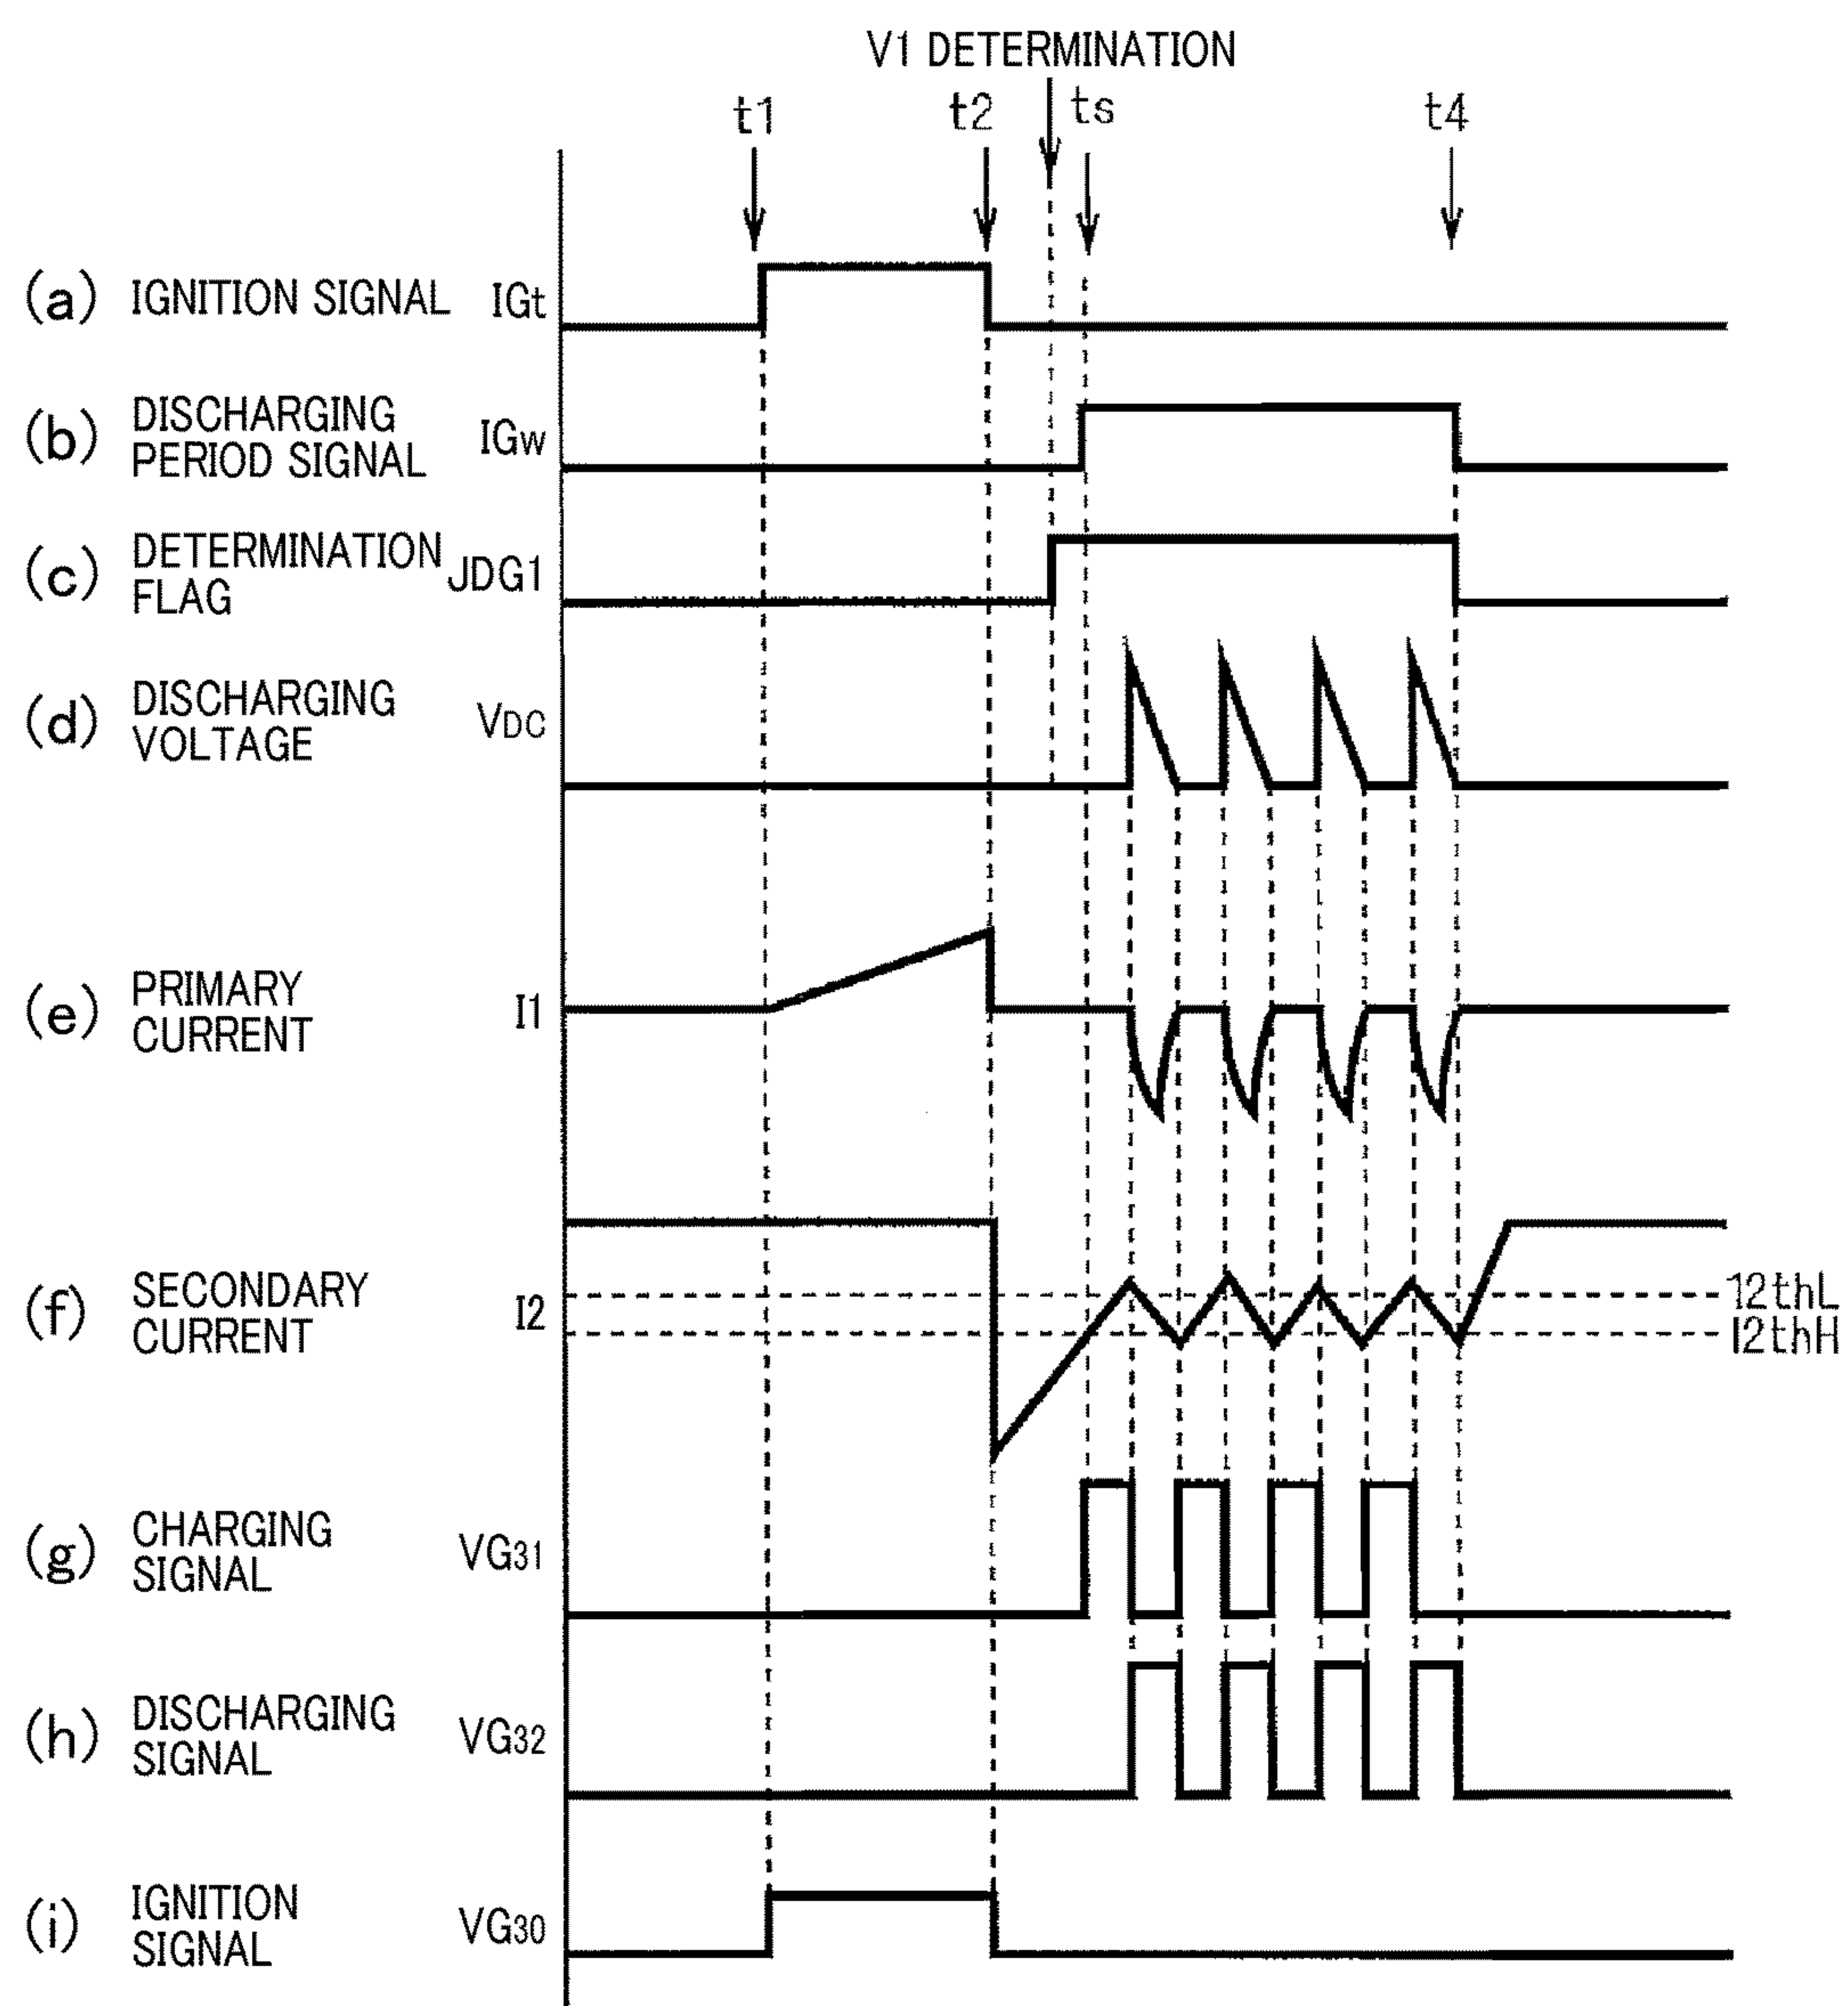 V1 DETERMINATION
t1
t2
ts
t4
(a) IGNITION SIGNAL IGt
(b) DISCHARGING
PERIOD SIGNAL IGw
(c) DETERMINATION
FLAG JDG1
(d) DISCHARGING
VOLTAGE VDC
(e) PRIMARY
CURRENT I1
(f) SECONDARY
CURRENT I2
12thL
I2thH
(g) CHARGING
SIGNAL VG31
(h) DISCHARGING
SIGNAL VG32
(i) IGNITION
SIGNAL VG30